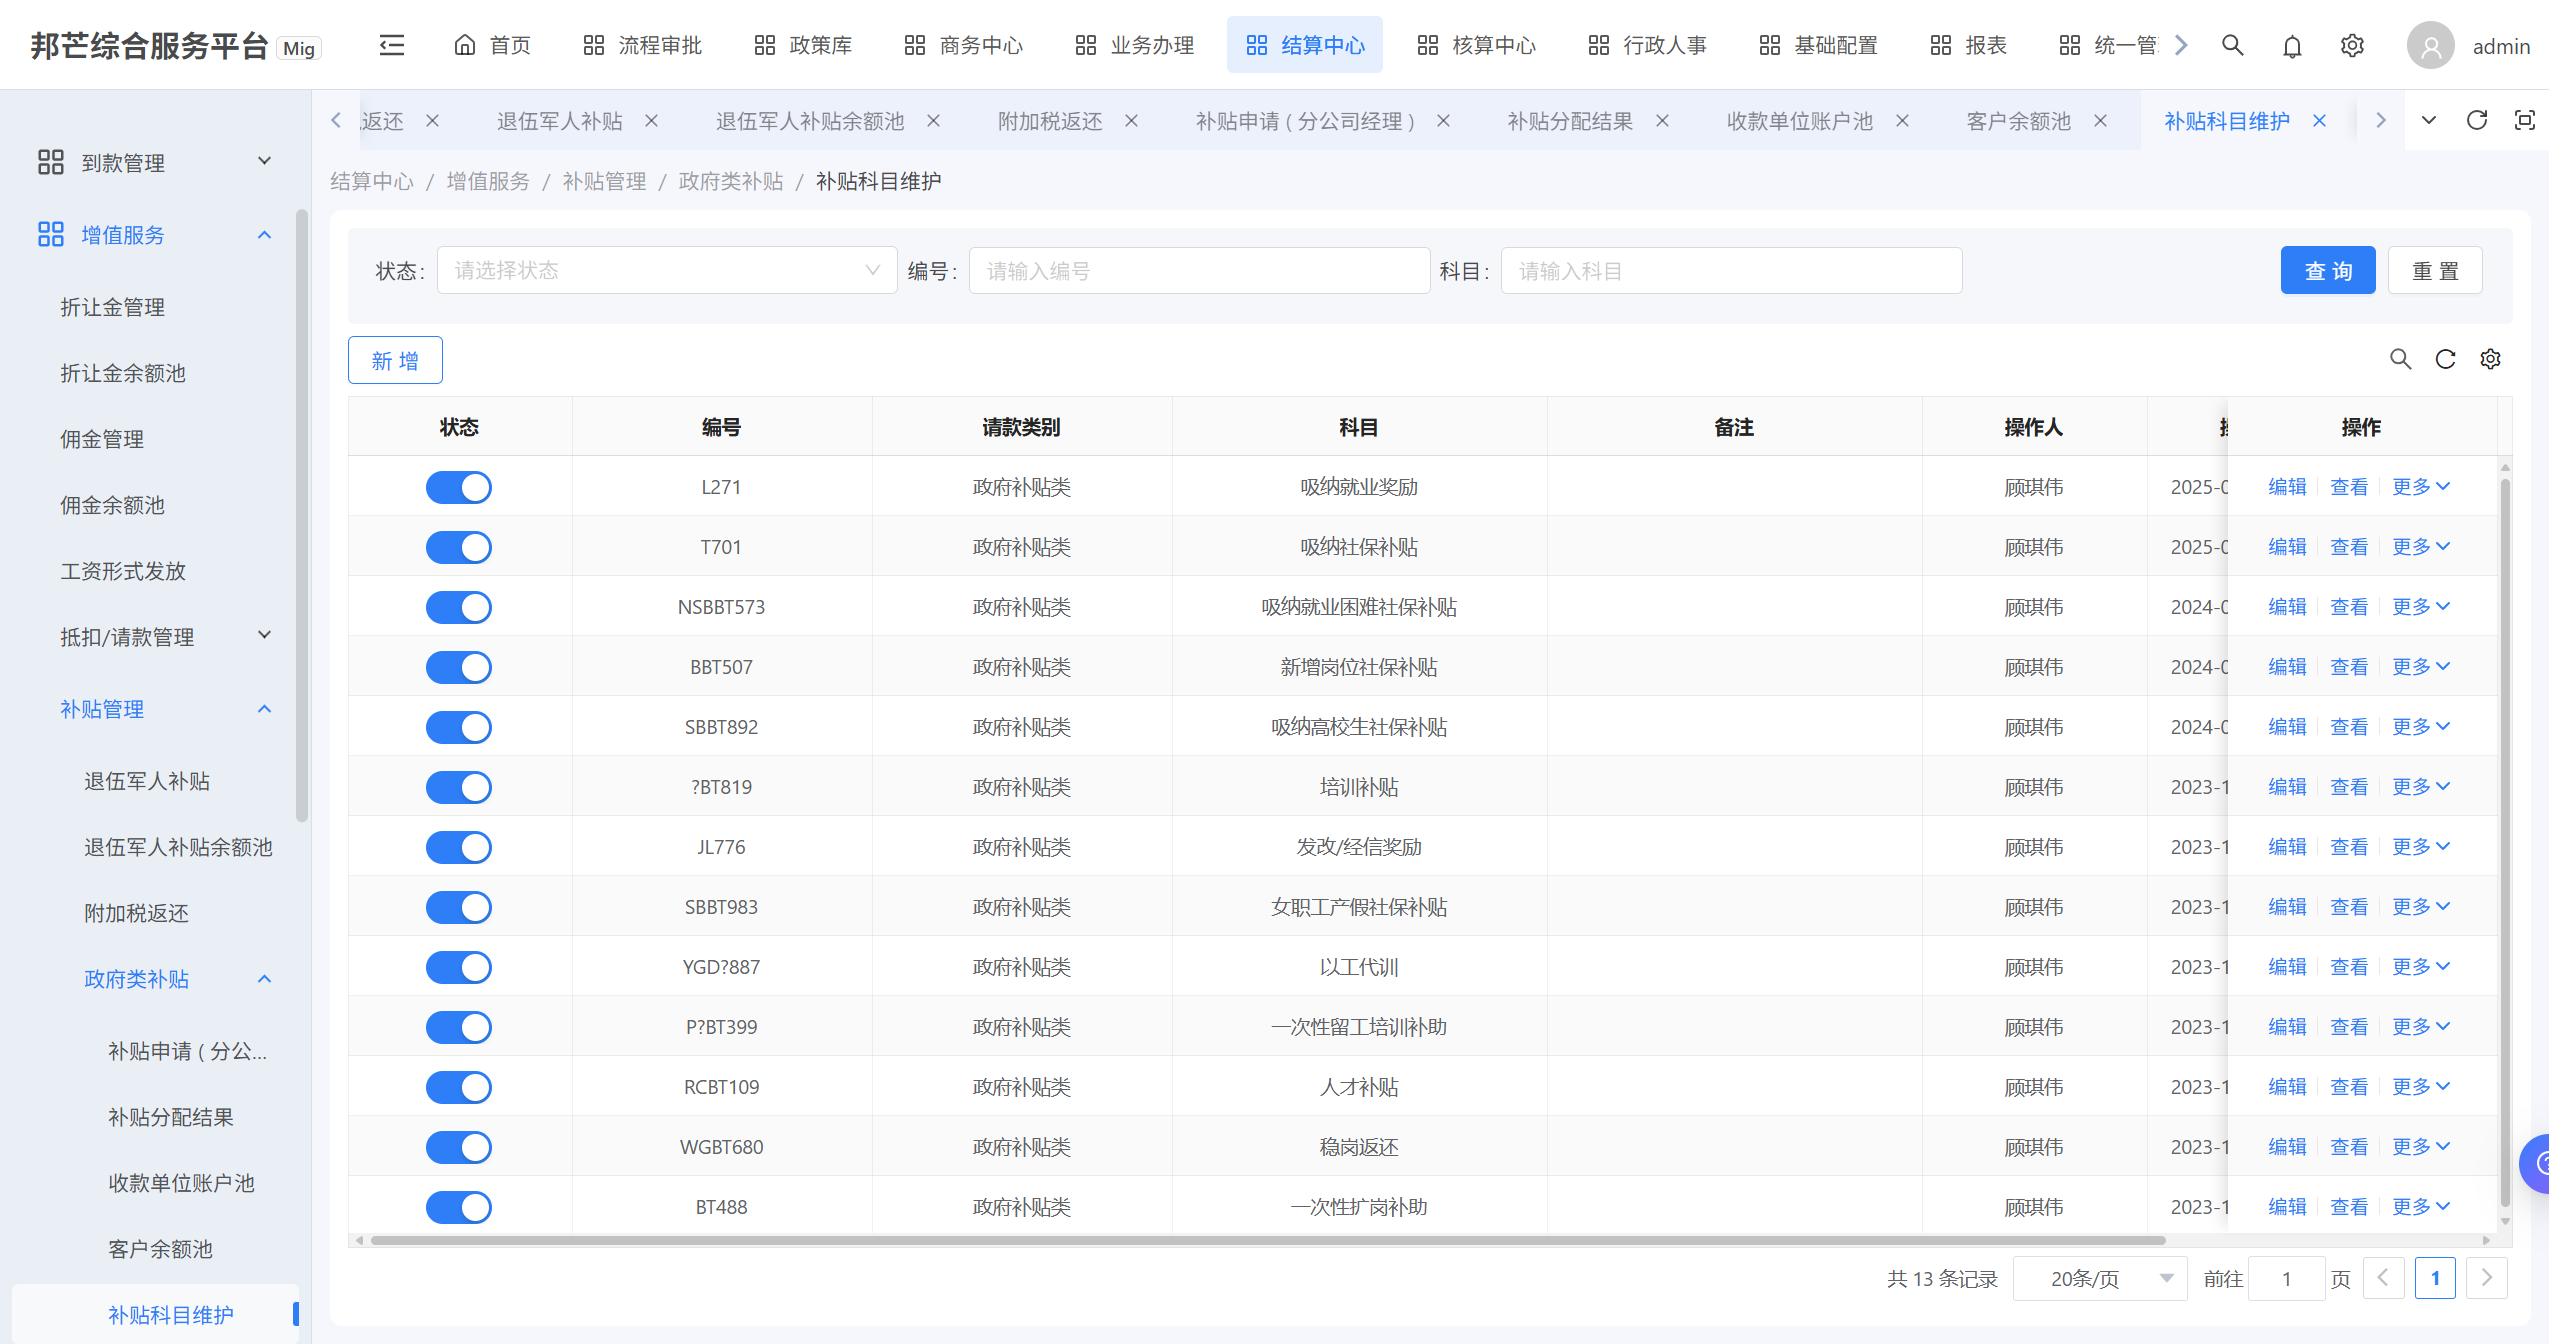 邦芒综合服务平台 Mig 首页 流程审批 政策库 商务中心 业务办理 结算中心 核算中心 行政人事 基础配置 报表 统一管 admin
返还 退伍军人补贴 退伍军人补贴余额池 附加税返还 补贴申请(分公司经理) 补贴分配结果 收款单位账户池 客户余额池 补贴科目维护
结算中心 / 增值服务 / 补贴管理 / 政府类补贴 / 补贴科目维护
到款管理
增值服务
折让金管理
折让金余额池
佣金管理
佣金余额池
工资形式发放
抵扣/请款管理
补贴管理
退伍军人补贴
退伍军人补贴余额池
附加税返还
政府类补贴
补贴申请(分公...
补贴分配结果
收款单位账户池
客户余额池
补贴科目维护
状态: 请选择状态 编号: 请输入编号 科目: 请输入科目 查询 重置
新增
状态 编号 请款类别 科目 备注 操作人 操作
L271 政府补贴类 吸纳就业奖励 顾琪伟 2025-0 编辑 查看 更多
T701 政府补贴类 吸纳社保补贴 顾琪伟 2025-0 编辑 查看 更多
NSBBT573 政府补贴类 吸纳就业困难社保补贴 顾琪伟 2024-0 编辑 查看 更多
BBT507 政府补贴类 新增岗位社保补贴 顾琪伟 2024-0 编辑 查看 更多
SBBT892 政府补贴类 吸纳高校生社保补贴 顾琪伟 2024-0 编辑 查看 更多
?BT819 政府补贴类 培训补贴 顾琪伟 2023-1 编辑 查看 更多
JL776 政府补贴类 发改/经信奖励 顾琪伟 2023-1 编辑 查看 更多
SBBT983 政府补贴类 女职工产假社保补贴 顾琪伟 2023-1 编辑 查看 更多
YGD?887 政府补贴类 以工代训 顾琪伟 2023-1 编辑 查看 更多
P?BT399 政府补贴类 一次性留工培训补助 顾琪伟 2023-1 编辑 查看 更多
RCBT109 政府补贴类 人才补贴 顾琪伟 2023-1 编辑 查看 更多
WGBT680 政府补贴类 稳岗返还 顾琪伟 2023-1 编辑 查看 更多
BT488 政府补贴类 一次性扩岗补助 顾琪伟 2023-1 编辑 查看 更多
共 13 条记录 20条/页 前往 1 页 1